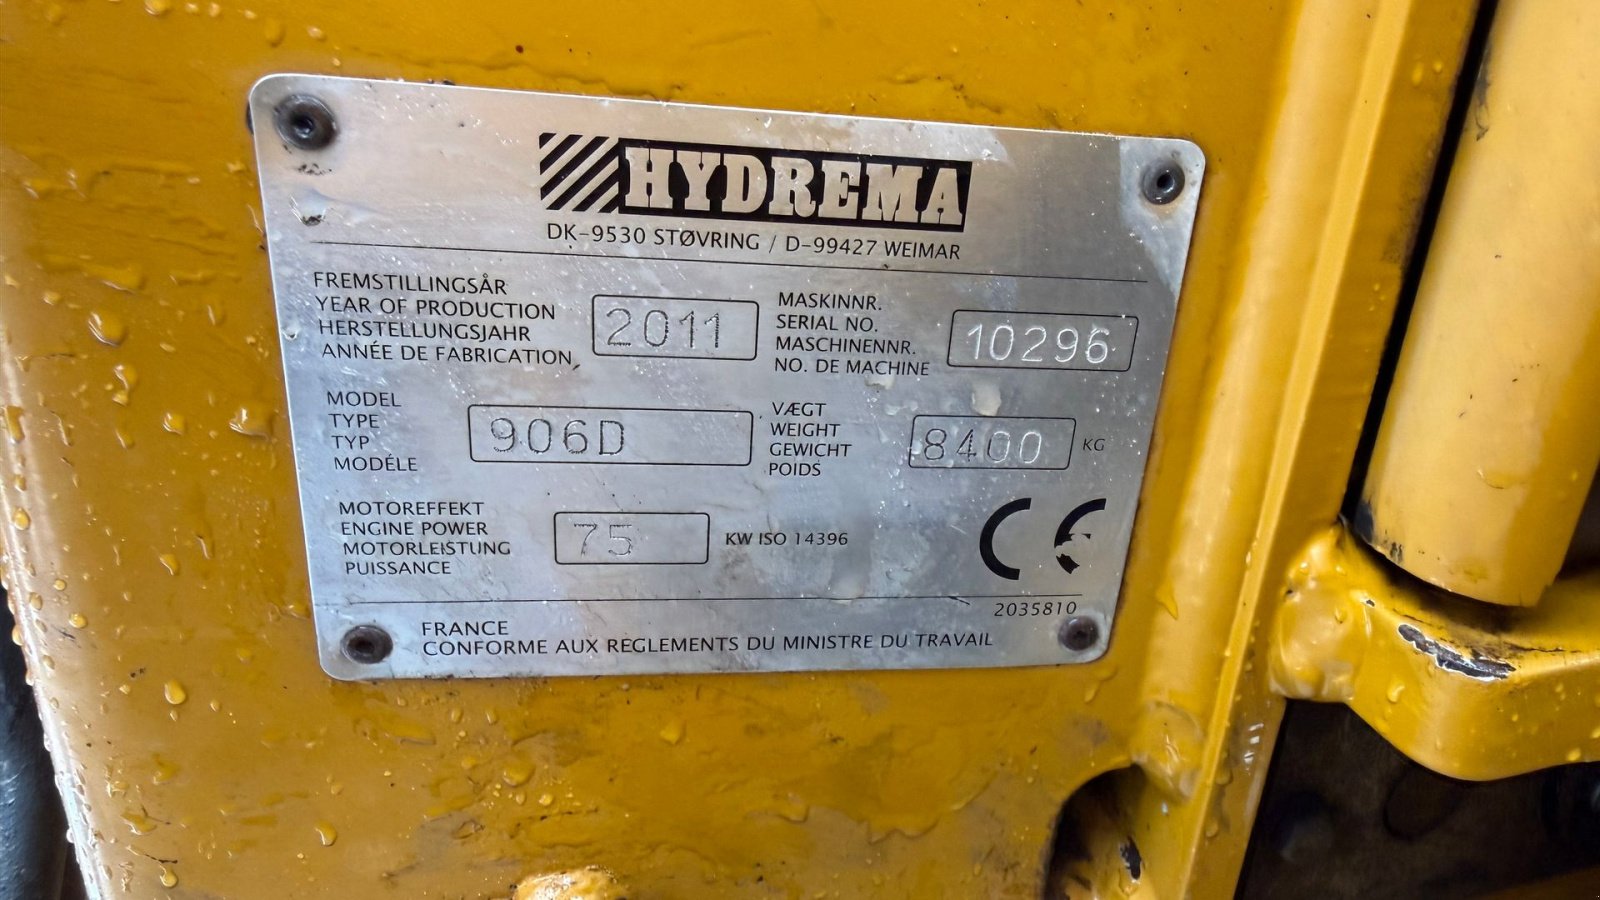 HYDREMA
DK-9530 STØVRING / D-99427 WEIMAR
FREMSTILLINGSÅR
YEAR OF PRODUCTION
HERSTELLUNGSJAHR
ANNÉE DE FABRICATION
2011
MASKINNR.
SERIAL NO.
MASCHINENNR.
NO. DE MACHINE
10296
MODEL
TYPE
TYP
MODÉLE
906D
VÆGT
WEIGHT
GEWICHT
POIDS
8400
KG
MOTOREFFEKT
ENGINE POWER
MOTORLEISTUNG
PUISSANCE
75
KW ISO 14396
CE
2035810
FRANCE
CONFORME AUX REGLEMENTS DU MINISTRE DU TRAVAIL